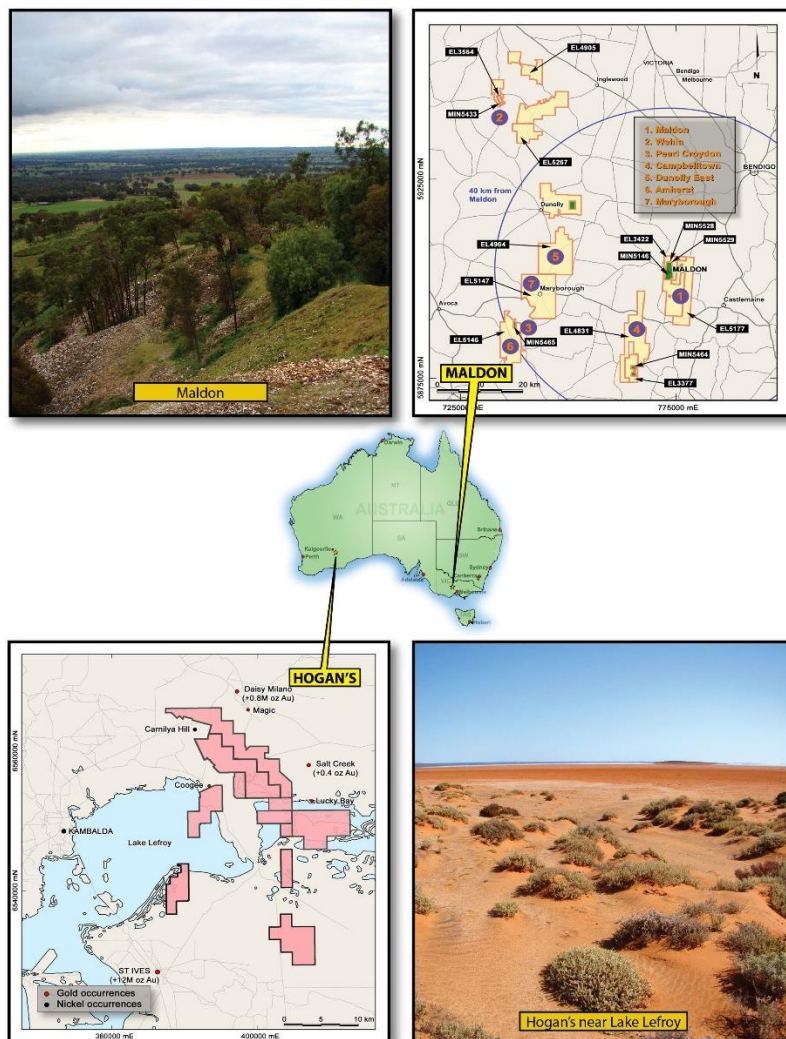 Maldon
EL3564
EL4905
VICTORIA
Bendigo
Melbourne
N
Inglewood
MIN5433
2
1. Maldon
2. Wehla
3. Pearl Croydon
4. Campbelltown
5. Dunolly East
6. Amherst
7. Maryborough
EL5267
BENDIGO
5925000 mN
40 km from
Maldon
Dunolly
MIN5528
EL3422
MIN5529
MIN5146
EL4904
5
MALDON
EL5147
7
Maryborough
1
Avoca
Castlemaine
3
4
EL5146
MIN5465
EL4831
EL5177
6
MIN5464
5875000 mN
0
10
20 km
EL3377
725000 mE
775000 mE
MALDON
Darwin
NT
QLD
AUSTRALIA
WA
SA
Brisbane
Kalgoorlie
Perth
NSW
Sydney
Adelaide
Canberra
VIC
Melbourne
Hobart
HOGAN'S
Daisy Milano
(+0.8M oz Au)
Magic
Carnilya Hill
6560000 mN
Salt Creek
(+0.4 oz Au)
Coogee
Lucky Bay
KAMBALDA
Lake Lefroy
6540000 mN
ST IVES
(+12M oz Au)
Gold occurrences
Nickel occurrences
0
5
10 km
380000 mE
400000 mE
Hogan's near Lake Lefroy